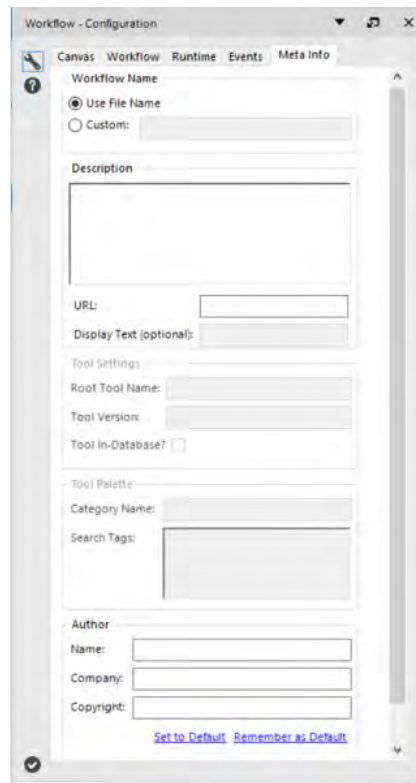 Workflow - Configuration
Canvas Workflow Runtime Events Meta Info
Workflow Name
Use File Name
Custom:
Description
URL:
Display Text (optional):
Tool Settings
Root Tool Name:
Tool Version:
Tool In-Database?
Tool Palette
Category Name:
Search Tags:
Author
Name:
Company:
Copyright:
Set to Default Remember as Default